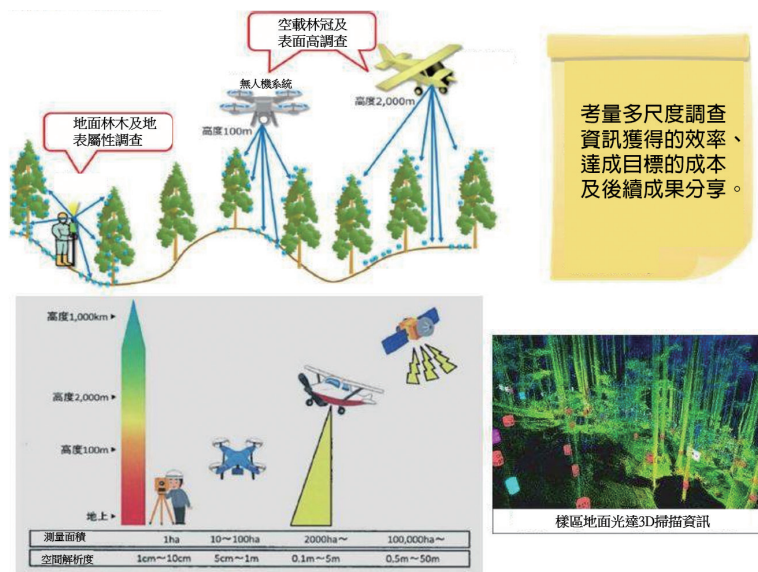 空載林冠及
表面高調查
無人機系統
高度100m
高度2,000m
地面林木及地
表屬性調查
考量多尺度調查
資訊獲得的效率、
達成目標的成本
及後續成果分享。
高度1,000km
高度2,000m
高度100m
地上
測量面積 1ha 10～100ha 2000ha～ 100,000ha～
空間解析度 1cm～10cm 5cm～1m 0.1m～5m 0.5m～50m
樣區地面光達3D掃描資訊